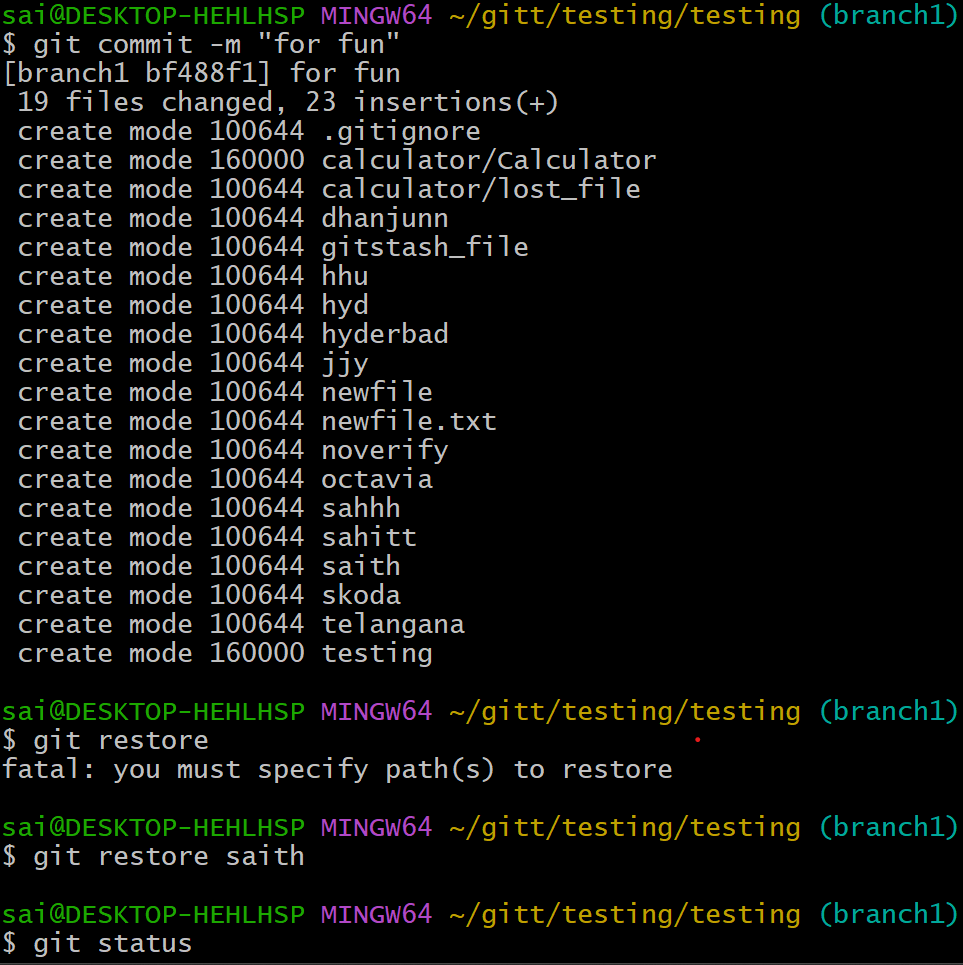 sai@DESKTOP-HEHLHSP MINGW64 ~/gitt/testing/testing (branch1)
$ git commit -m "for fun"
[branch1 bf488f1] for fun
 19 files changed, 23 insertions(+)
 create mode 100644 .gitignore
 create mode 160000 calculator/Calculator
 create mode 100644 calculator/lost_file
 create mode 100644 dhanjunn
 create mode 100644 gitstash_file
 create mode 100644 hhu
 create mode 100644 hyd
 create mode 100644 hyderbad
 create mode 100644 jjy
 create mode 100644 newfile
 create mode 100644 newfile.txt
 create mode 100644 noverify
 create mode 100644 octavia
 create mode 100644 sahhh
 create mode 100644 sahitt
 create mode 100644 saith
 create mode 100644 skoda
 create mode 100644 telangana
 create mode 160000 testing
sai@DESKTOP-HEHLHSP MINGW64 ~/gitt/testing/testing (branch1)
$ git restore
fatal: you must specify path(s) to restore
sai@DESKTOP-HEHLHSP MINGW64 ~/gitt/testing/testing (branch1)
$ git restore saith
sai@DESKTOP-HEHLHSP MINGW64 ~/gitt/testing/testing (branch1)
$ git status